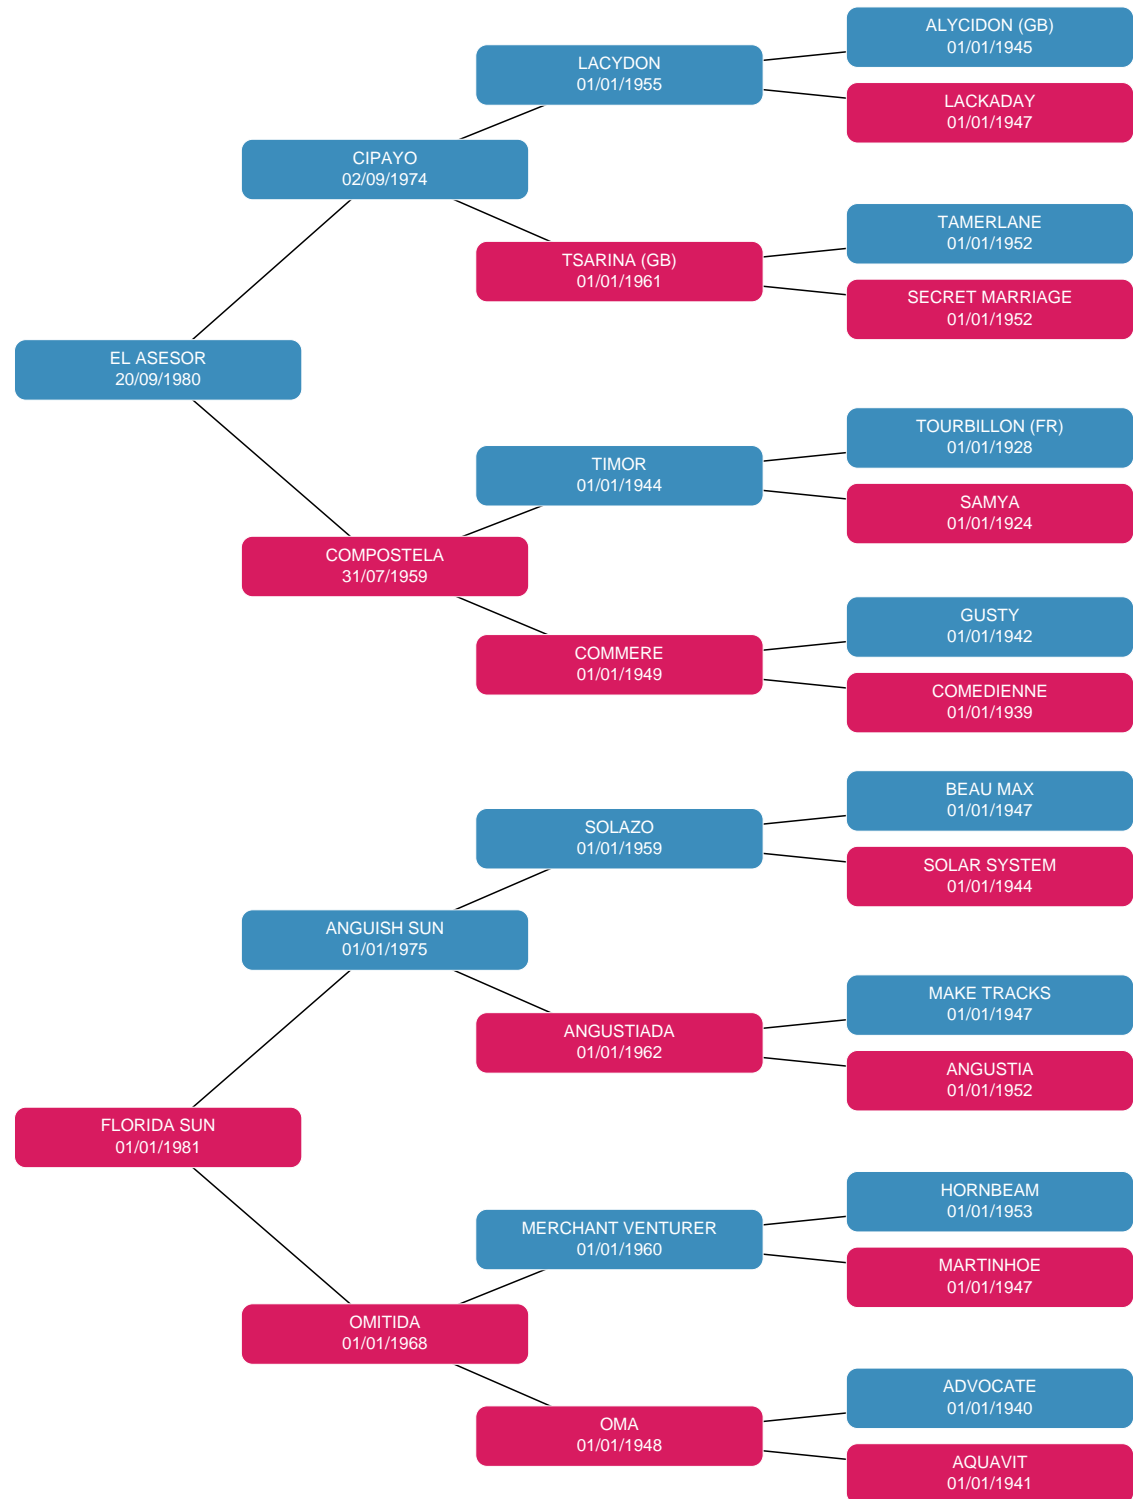 ALYCIDON (GB)
01/01/1945
LACYDON
01/01/1955
LACKADAY
01/01/1947
CIPAYO
02/09/1974
TAMERLANE
01/01/1952
TSARINA (GB)
01/01/1961
SECRET MARRIAGE
01/01/1952
EL ASESOR
20/09/1980
TOURBILLON (FR)
01/01/1928
TIMOR
01/01/1944
SAMYA
01/01/1924
COMPOSTELA
31/07/1959
GUSTY
01/01/1942
COMMERE
01/01/1949
COMEDIENNE
01/01/1939
BEAU MAX
01/01/1947
SOLAZO
01/01/1959
SOLAR SYSTEM
01/01/1944
ANGUISH SUN
01/01/1975
MAKE TRACKS
01/01/1947
ANGUSTIADA
01/01/1962
ANGUSTIA
01/01/1952
FLORIDA SUN
01/01/1981
HORNBEAM
01/01/1953
MERCHANT VENTURER
01/01/1960
MARTINHOE
01/01/1947
OMITIDA
01/01/1968
ADVOCATE
01/01/1940
OMA
01/01/1948
AQUAVIT
01/01/1941